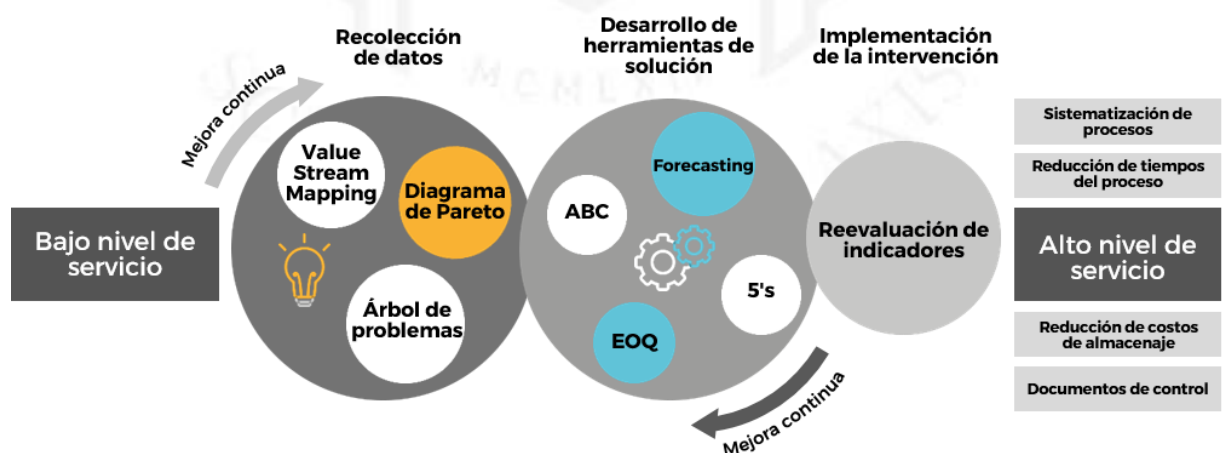 Recolección
de datos
Desarrollo de
herramientas de
solución
Implementación
de la intervención
Mejora continua
Value
Stream
Mapping
Diagrama
de Pareto
Árbol de
problemas
Forecasting
ABC
5's
EOQ
Reevaluación de
indicadores
Bajo nivel de
servicio
Sistematización de
procesos
Reducción de tiempos
del proceso
Alto nivel de
servicio
Reducción de costos
de almacenaje
Documentos de control
Mejora continua